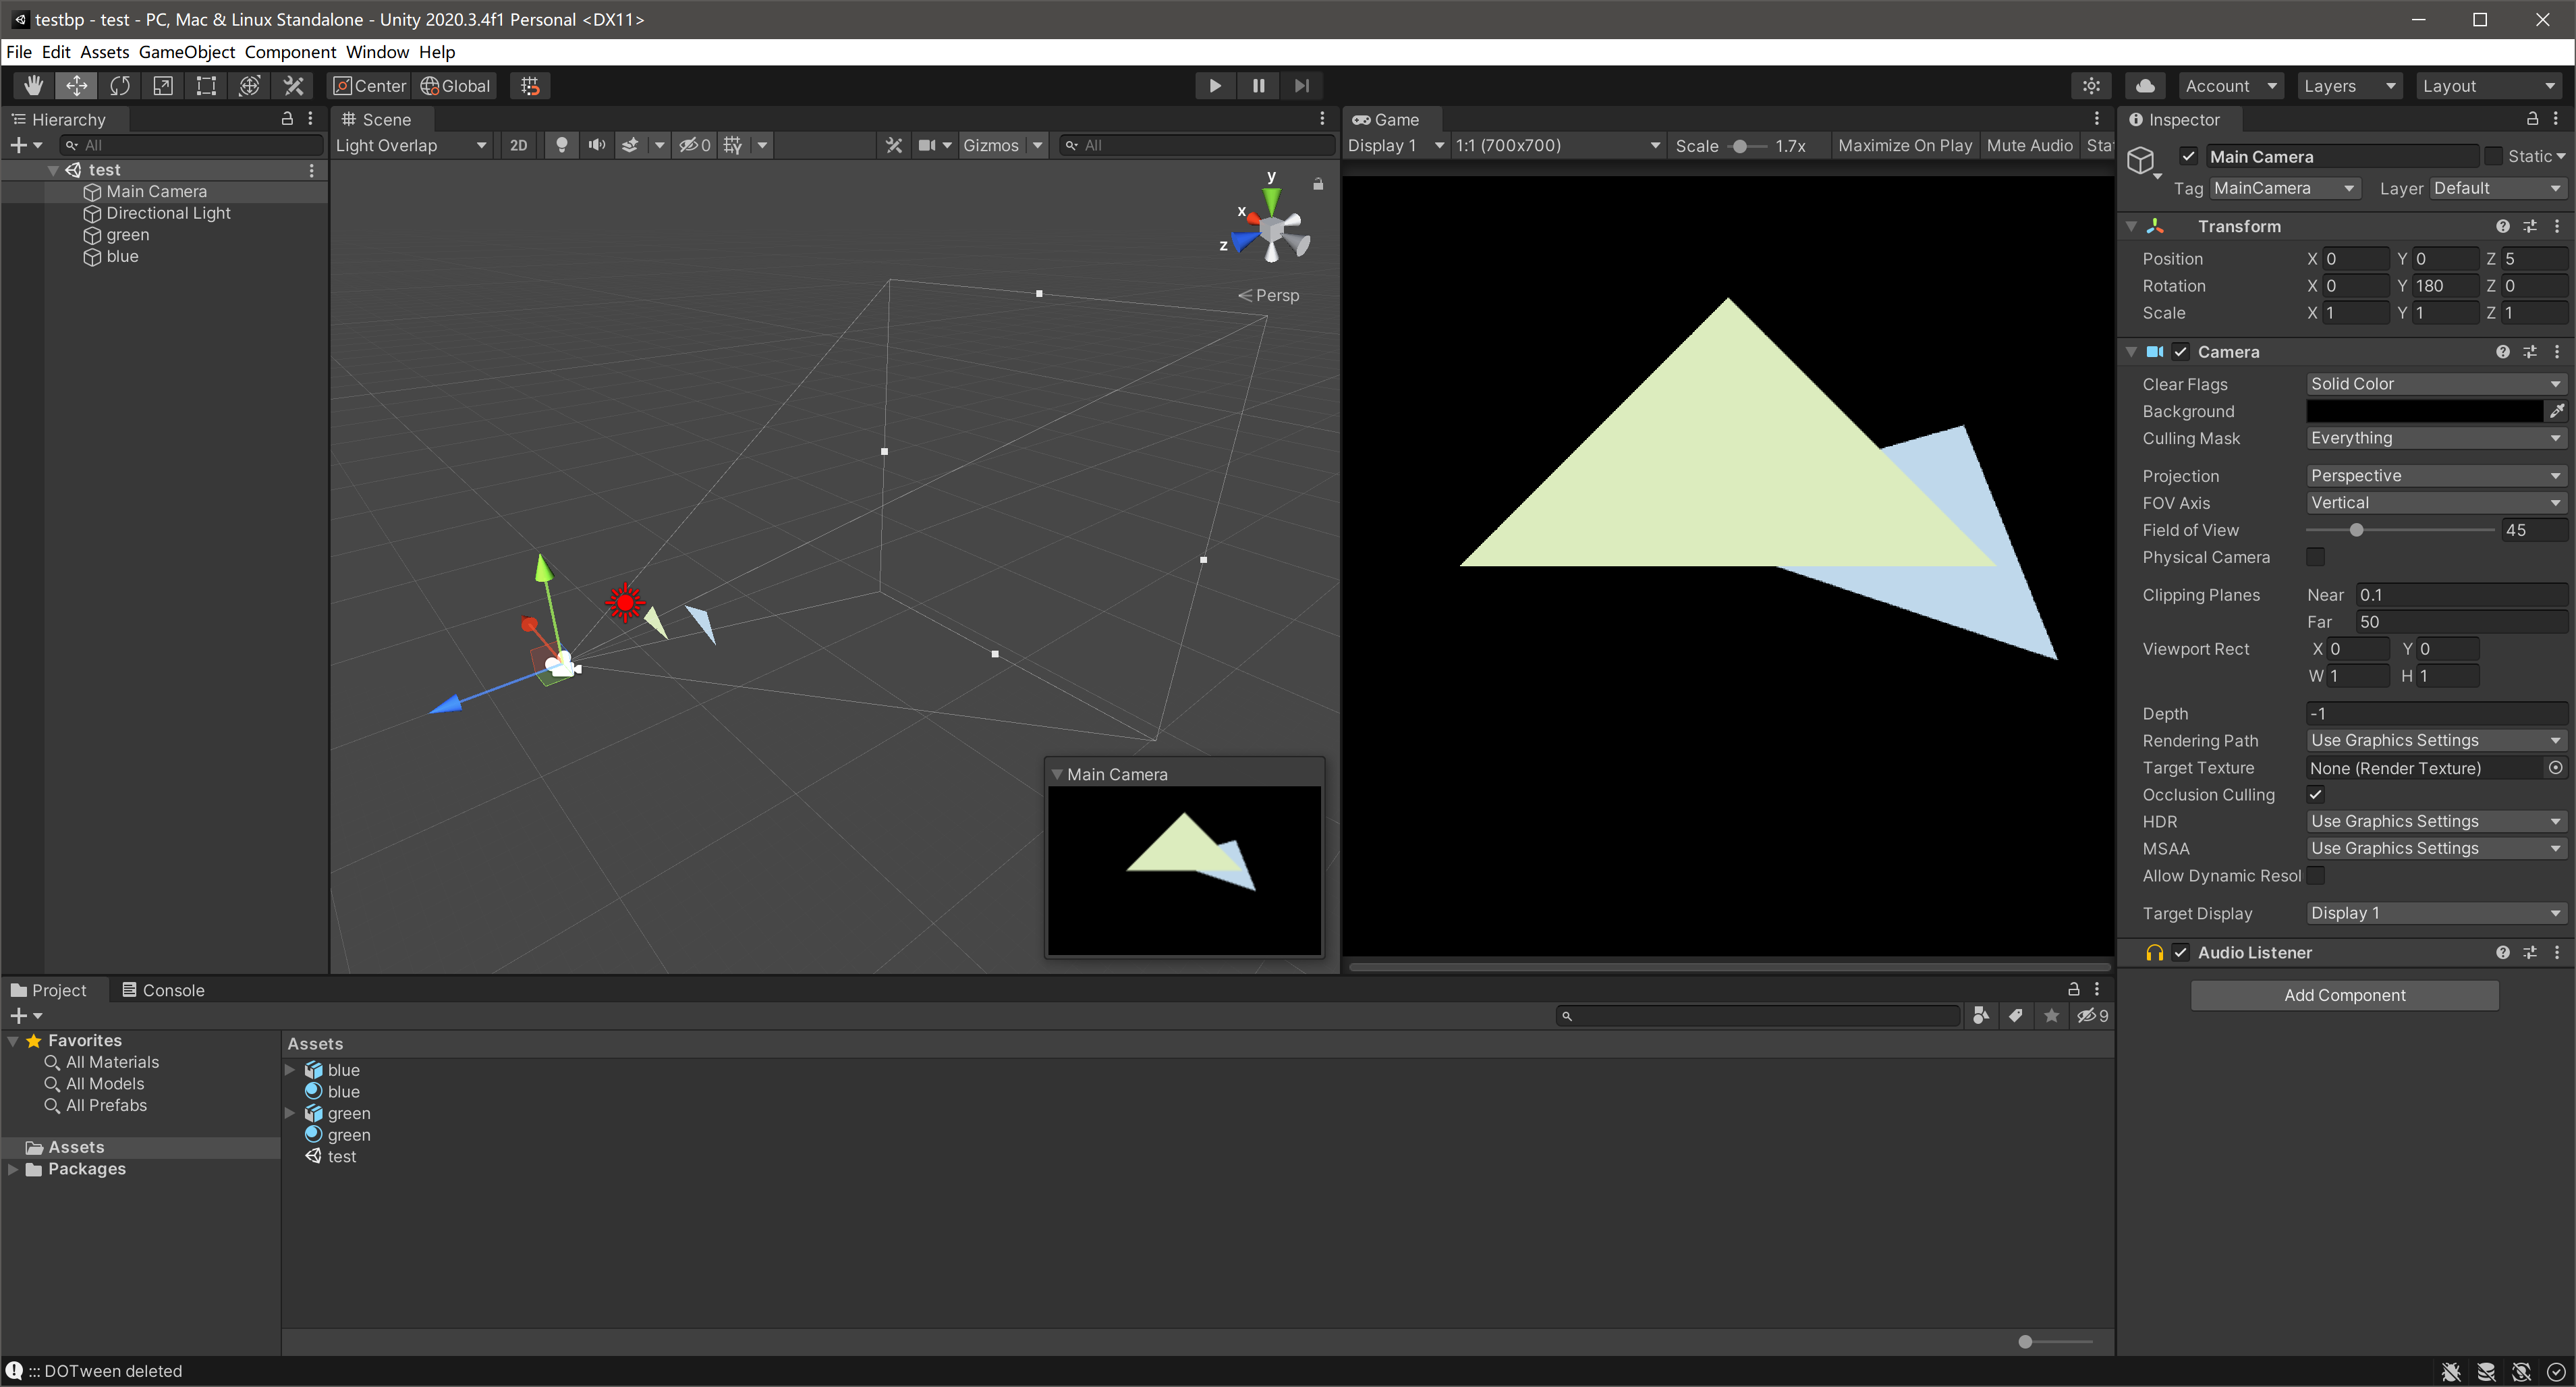 testbp - test - PC, Mac & Linux Standalone - Unity 2020.3.4f1 Personal <DX11>
File Edit Assets GameObject Component Window Help
Center Global
Account Layers Layout
Hierarchy
All
test
Main Camera
Directional Light
green
blue
Scene
Light Overlap 2D 0 Gizmos All
y
x
z
Persp
Main Camera
Game
Display 1 1:1 (700x700) Scale 1.7x Maximize On Play Mute Audio Sta
Inspector
Main Camera Static
Tag MainCamera Layer Default
Transform
Position X 0 Y 0 Z 5
Rotation X 0 Y 180 Z 0
Scale X 1 Y 1 Z 1
Camera
Clear Flags Solid Color
Background
Culling Mask Everything
Projection Perspective
FOV Axis Vertical
Field of View 45
Physical Camera
Clipping Planes Near 0.1
Far 50
Viewport Rect X 0 Y 0
W 1 H 1
Depth -1
Rendering Path Use Graphics Settings
Target Texture None (Render Texture)
Occlusion Culling
HDR Use Graphics Settings
MSAA Use Graphics Settings
Allow Dynamic Resol
Target Display Display 1
Audio Listener
Add Component
Project Console
9
Favorites
All Materials
All Models
All Prefabs
Assets
Packages
Assets
blue
blue
green
green
test
::: DOTween deleted